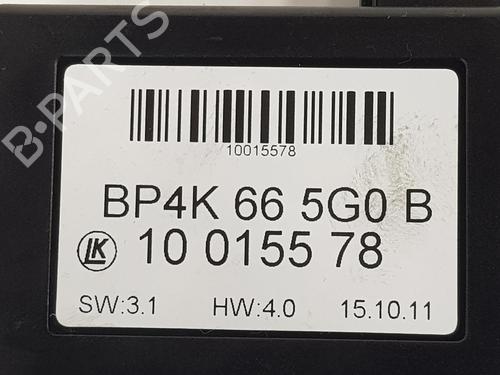 B-PARTS
10015578
BP4K 66 5G0 B
LK 10 0155 78
SW:3.1 HW:4.0 15.10.11